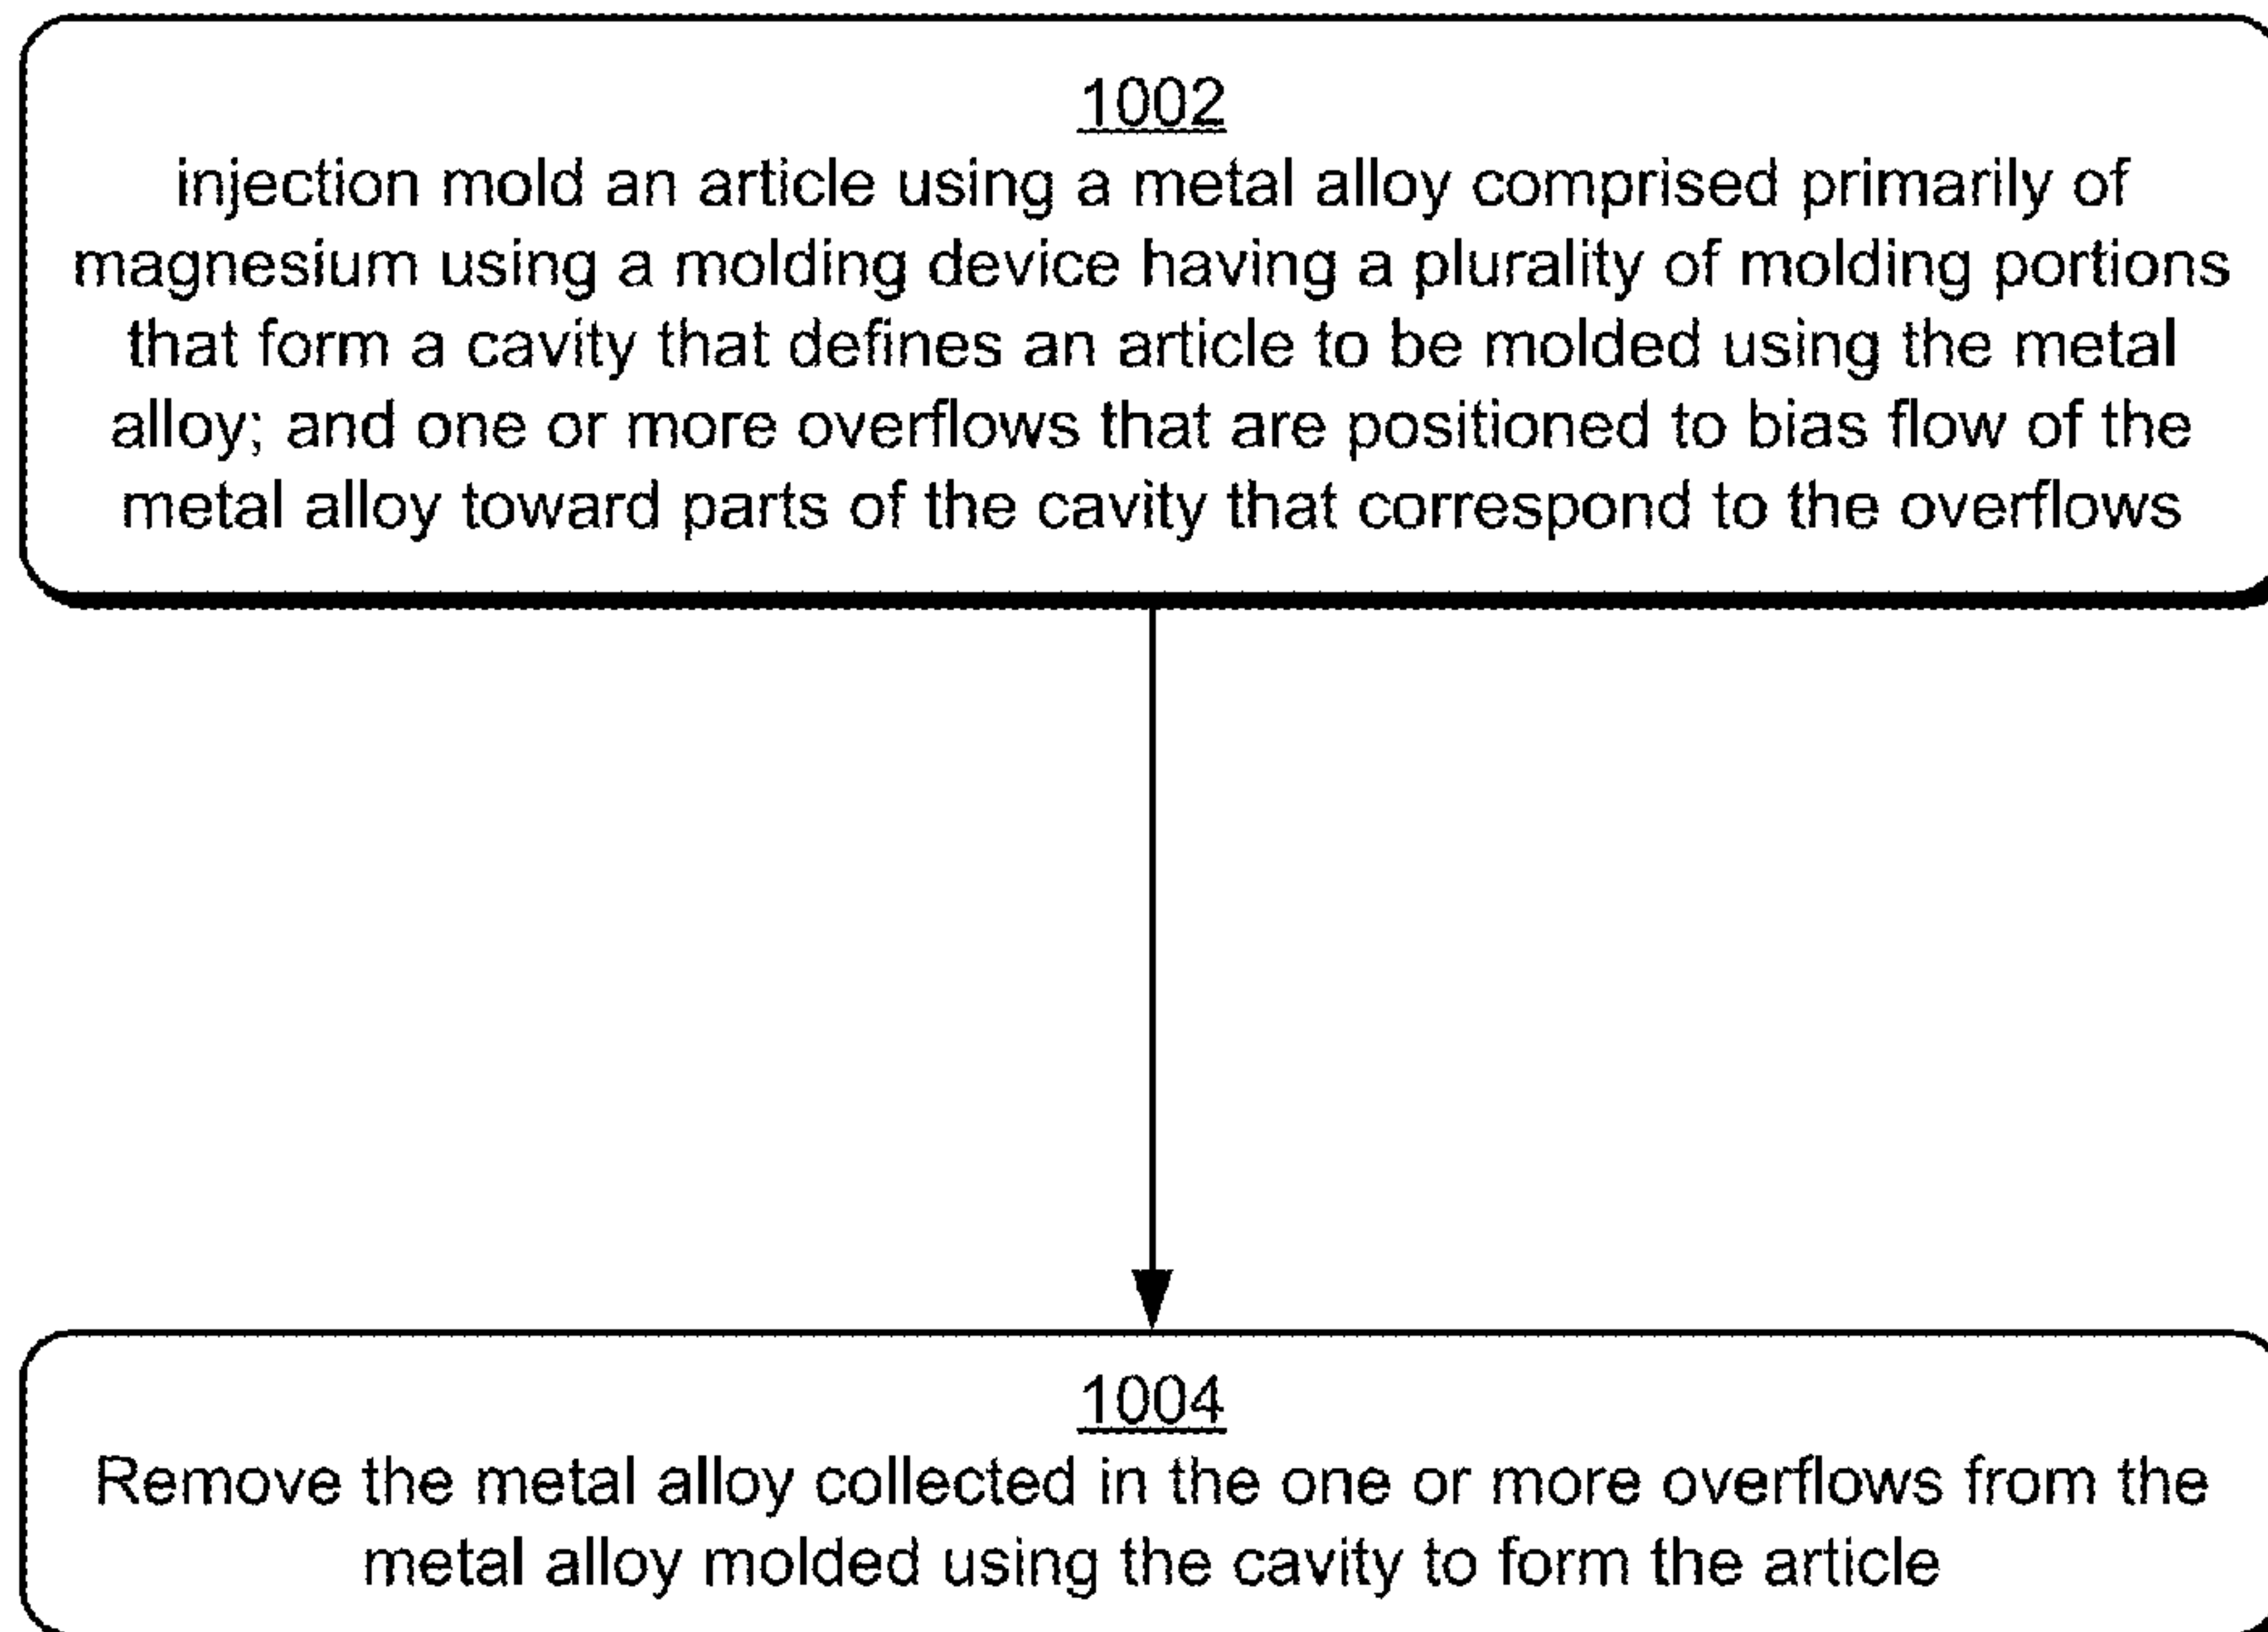 1002
injection mold an article using a metal alloy comprised primarily of
magnesium using a molding device having a plurality of molding portions
that form a cavity that defines an article to be molded using the metal
alloy; and one or more overflows that are positioned to bias flow of the
metal alloy toward parts of the cavity that correspond to the overflows
1004
Remove the metal alloy collected in the one or more overflows from the
metal alloy molded using the cavity to form the article